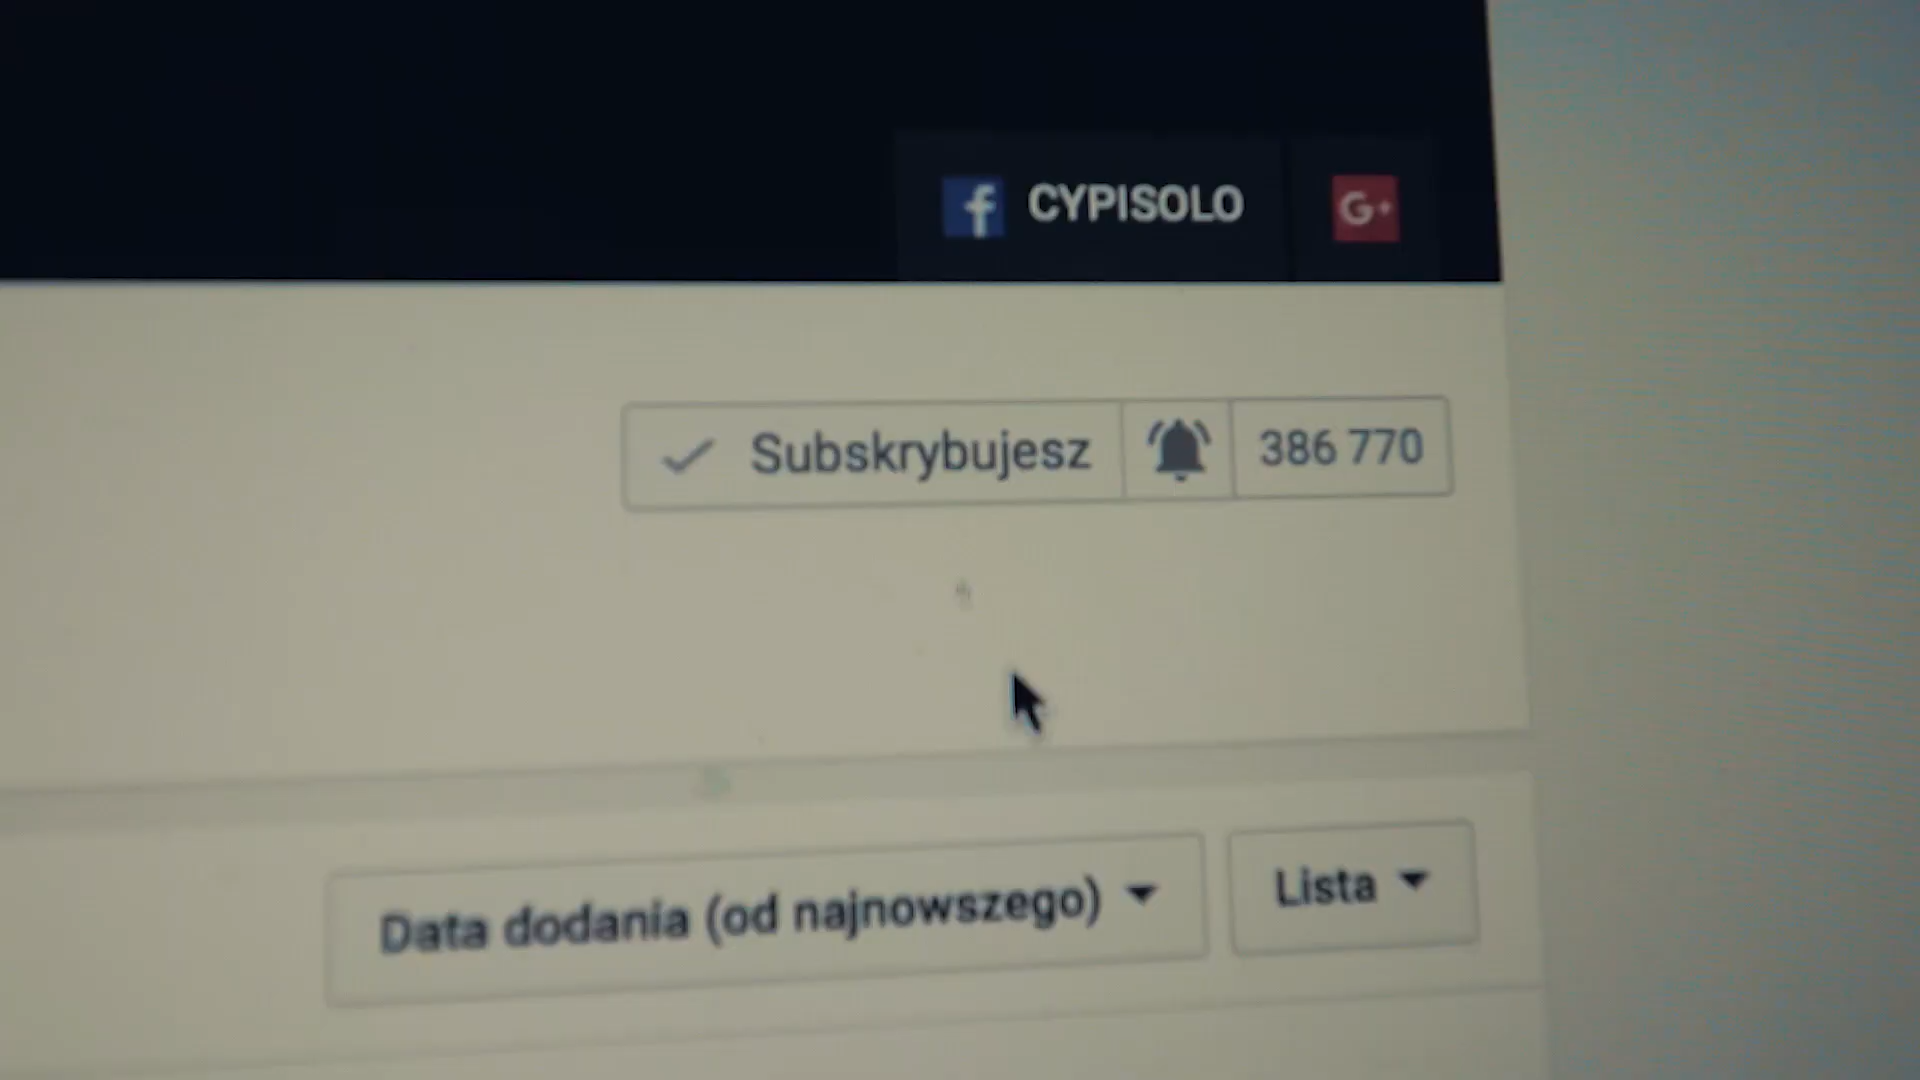 f CYPISOLO G+
Subskrybujesz 386 770
Data dodania (od najnowszego) Lista